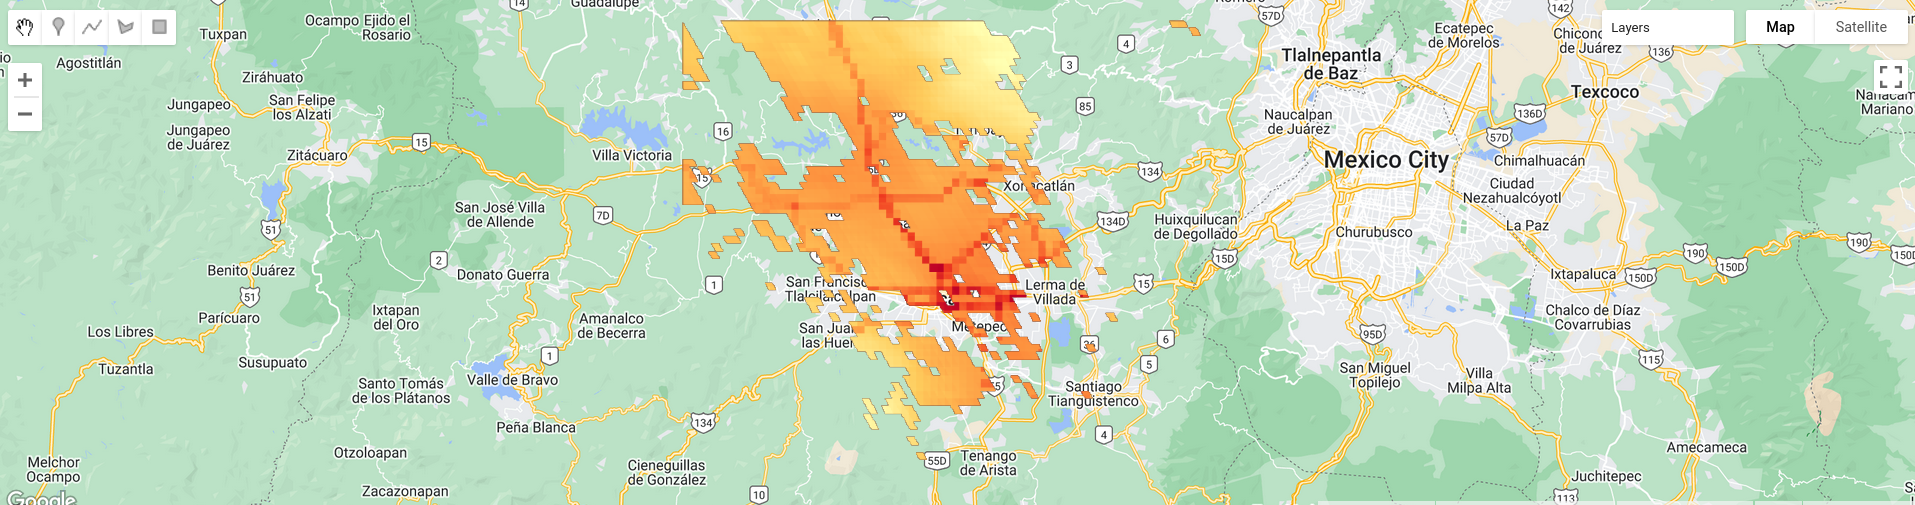 Guadalupe
14
Romero
57D
142
Tuxpan
Ocampo Ejido el
Rosario
4
Ecatepec
de Morelos
Layers
Map
Satellite
Agostitlán
Ziráhuato
3
Tlalnepantla
de Baz
136
Texcoco
Jungapeo
San Felipe
los Alzati
85
Naucalpan
de Juárez
136D
Mariano
Jungapeo
de Juárez
15
16
57D
Zitácuaro
Villa Victoria
Mexico City
Chimalhuacán
15
134
Xonacatlán
Ciudad
Nezahualcóyotl
San José Villa
de Allende
7D
134D
Huixquilucan
de Degollado
La Paz
51
Churubusco
190
150D
2
15D
190
150D
Benito Juárez
Donato Guerra
1
San Francisco
Tlalcilalcalpan
Lerma de
Villada
15
Ixtapaluca
150D
51
Parícuaro
Ixtapan
del Oro
Amanalco
de Becerra
Metepec
Chalco de Díaz
Covarrubias
Los Libres
San Juan
las Huer
95D
6
1
Susupuato
5
115
Tuzantla
Valle de Bravo
San Miguel
Topilejo
Villa
Milpa Alta
Santo Tomás
de los Plátanos
Santiago
Tianguistenco
Peña Blanca
134
4
Otzoloapan
55D
Tenango
de Arista
Amecameca
Melchor
Ocampo
Cieneguillas
de González
Juchitepec
Zacazonapan
10
113
Google